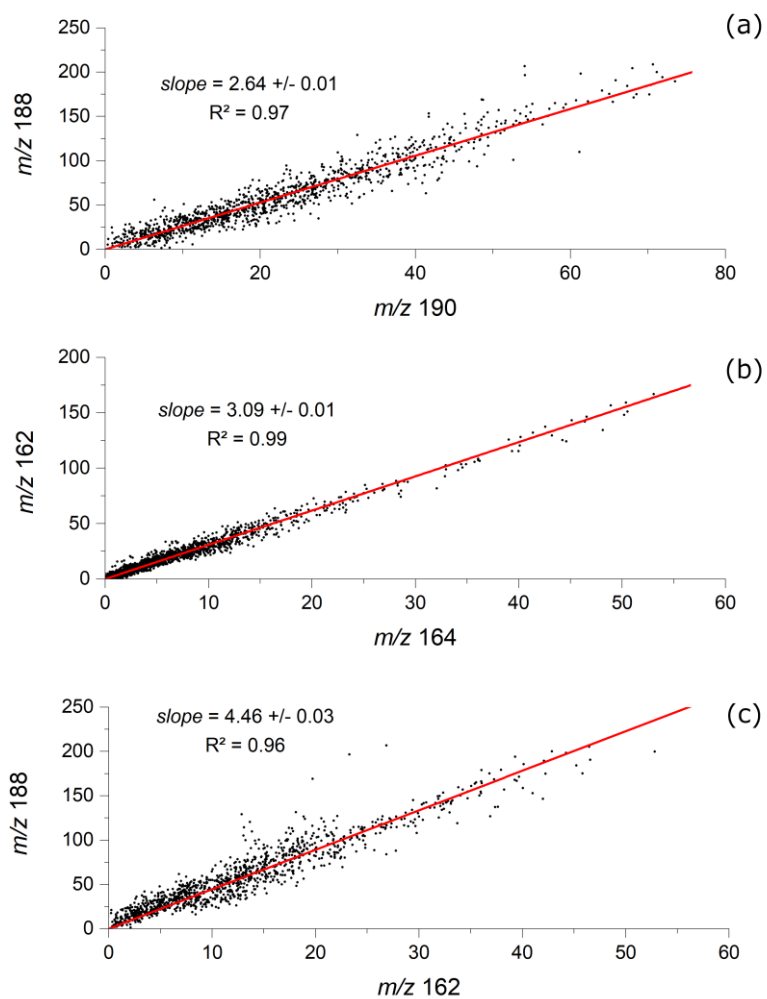 (a)
250
200
150
100
50
0
m/z 188
slope = 2.64 +/- 0.01
R² = 0.97
0 20 40 60 80
m/z 190
(b)
200
150
100
50
0
m/z 162
slope = 3.09 +/- 0.01
R² = 0.99
0 10 20 30 40 50 60
m/z 164
(c)
250
200
150
100
50
0
m/z 188
slope = 4.46 +/- 0.03
R² = 0.96
0 10 20 30 40 50 60
m/z 162